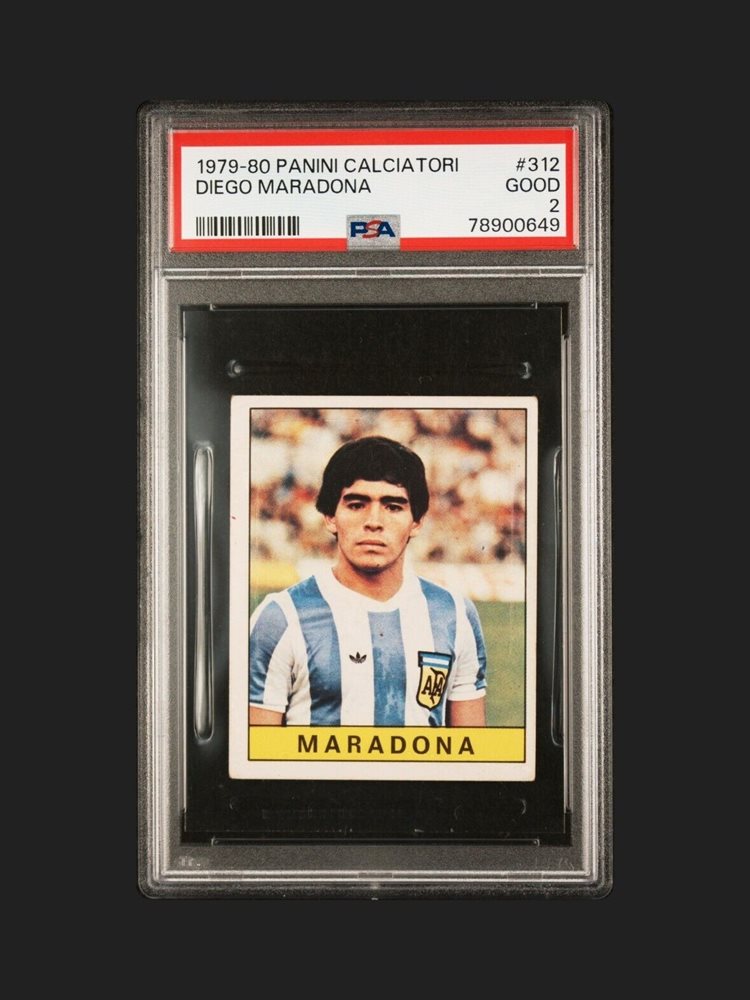 1979-80 PANINI CALCIATORI #312
DIEGO MARADONA GOOD
2
PSA 78900649
AFA
MARADONA